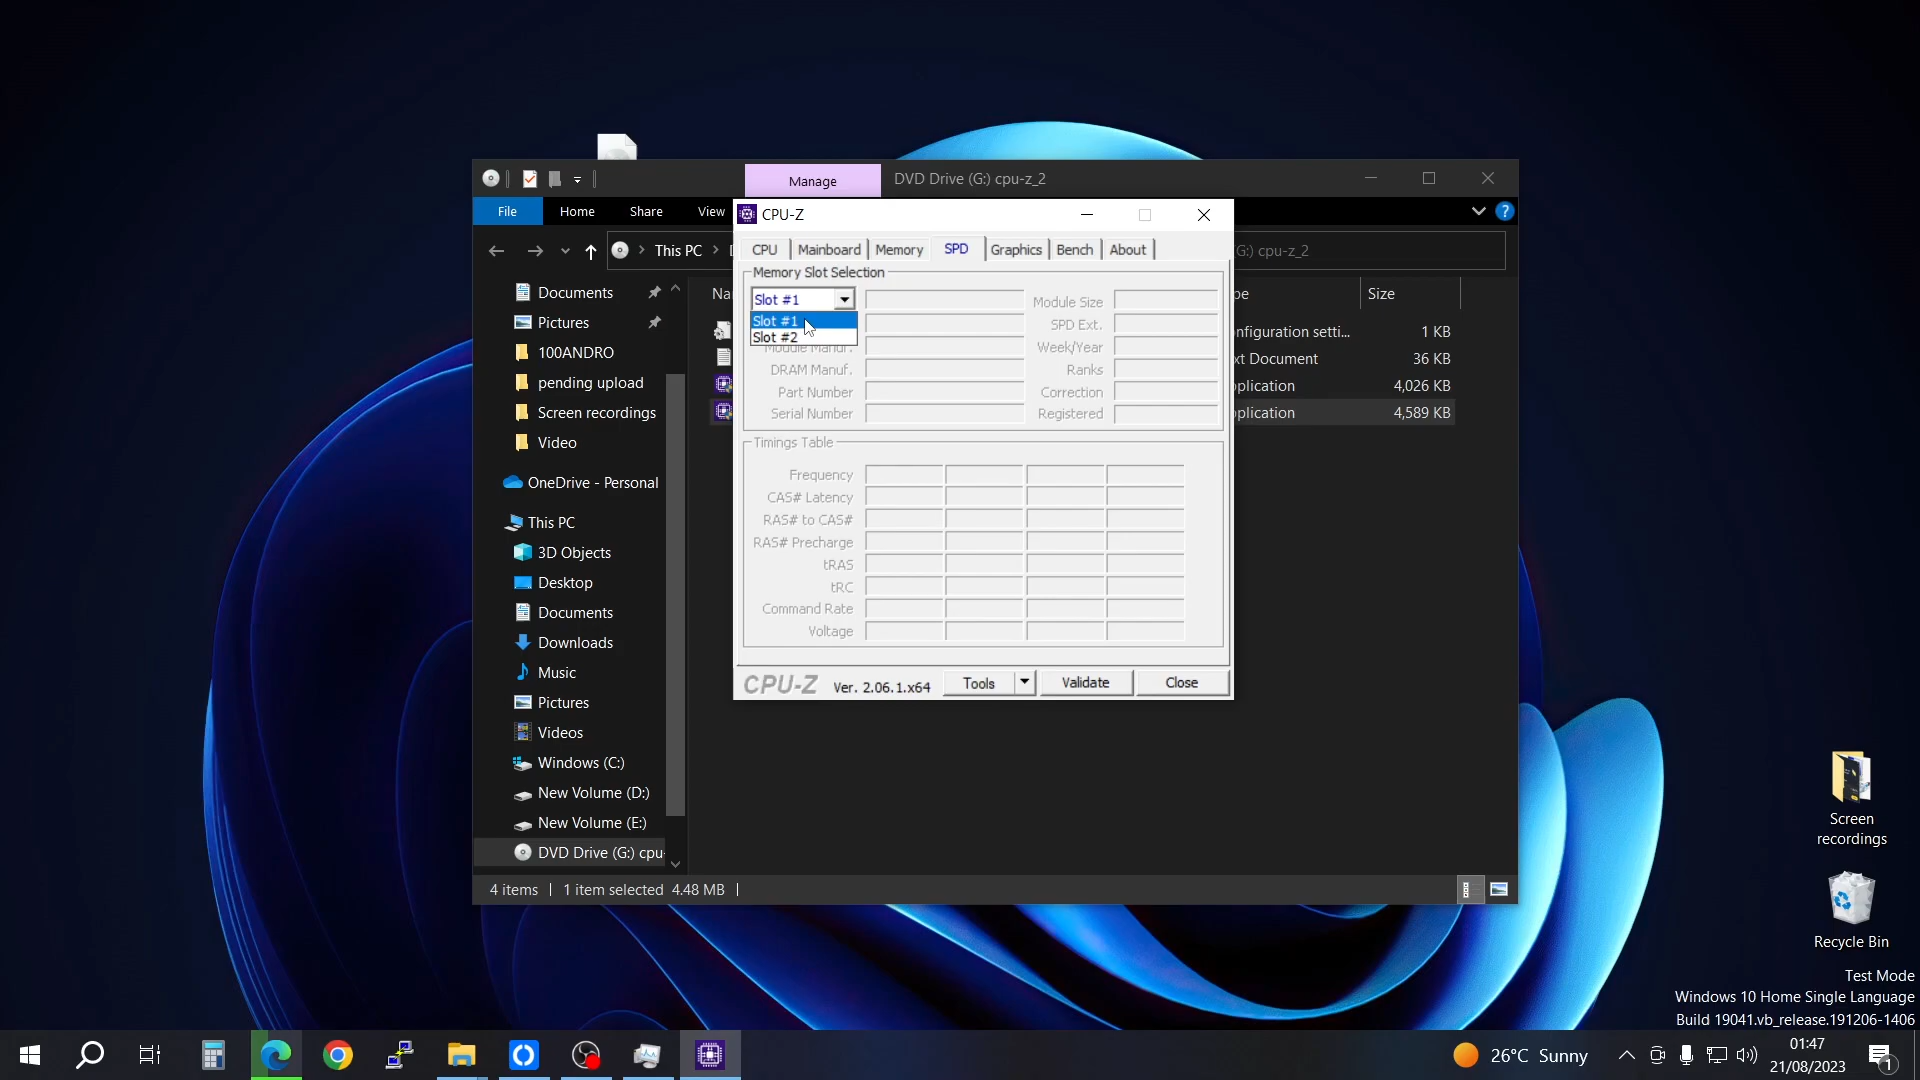 Manage
DVD Drive (G:) cpu-z_2
File
Home
Share
View
This PC
(G:) cpu-z_2
CPU-Z
CPU
Mainboard
Memory
SPD
Graphics
Bench
About
Memory Slot Selection
Slot #1
Slot #1
Slot #2
Module Size
SPD Ext.
Module Manuf.
Week/Year
DRAM Manuf.
Ranks
Part Number
Correction
Serial Number
Registered
Timings Table
Frequency
CAS# Latency
RAS# to CAS#
RAS# Precharge
tRAS
tRC
Command Rate
Voltage
CPU-Z
Ver. 2.06.1.x64
Tools
Validate
Close
Documents
Pictures
100ANDRO
pending upload
Screen recordings
Video
OneDrive - Personal
This PC
3D Objects
Desktop
Documents
Downloads
Music
Pictures
Videos
Windows (C:)
New Volume (D:)
New Volume (E:)
DVD Drive (G:) cpu-
Na
pe
Size
nfiguration setti...
1 KB
xt Document
36 KB
plication
4,026 KB
plication
4,589 KB
4 items
1 item selected 4.48 MB
Screen
recordings
Recycle Bin
Test Mode
Windows 10 Home Single Language
Build 19041.vb_release.191206-1406
26°C Sunny
01:47
21/08/2023
1